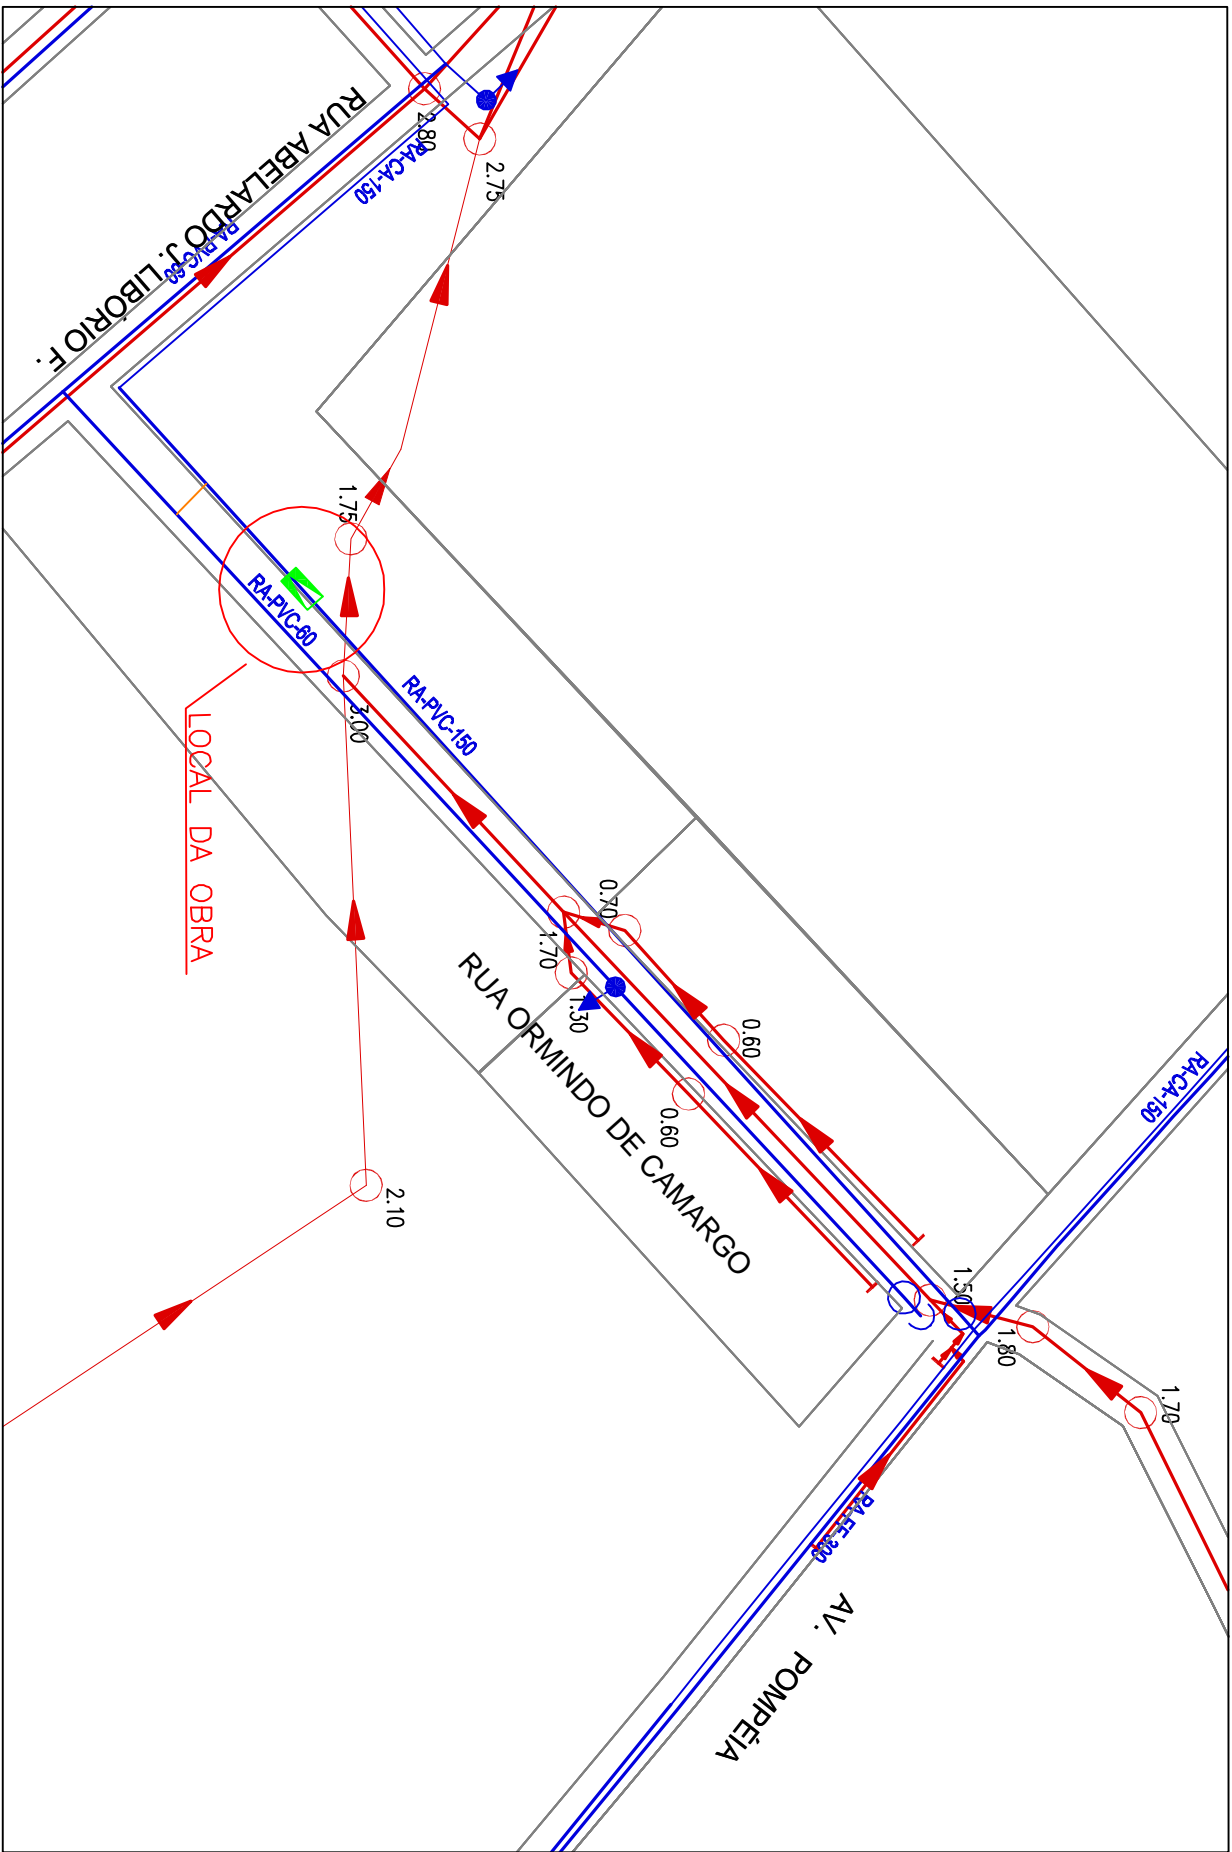 RUA ABELARDO J. LIBÓRIO F.
RA-PVC-60
RA-CA-150
2.80
2.75
1.75
RA-PVC-60
3.00
RA-PVC-150
LOCAL DA OBRA
0.70
1.70
1.30
0.60
0.60
RUA ORMINDO DE CAMARGO
2.10
RA-CA-150
1.50
1.80
1.70
RA-FF-300
AV. POMPÉIA